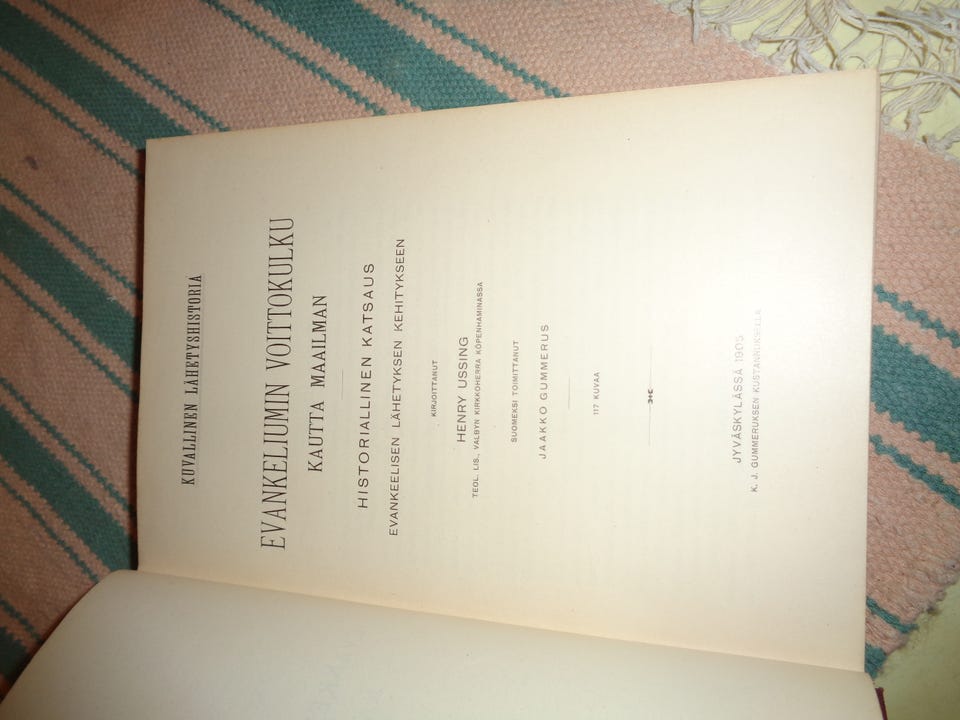 KUVALLINEN LÄHETYSHISTORIA
EVANKELIUMIN VOITTOKULKU
KAUTTA MAAILMAN
HISTORIALLINEN KATSAUS
EVANKEELISEN LÄHETYKSEN KEHITYKSEEN
KIRJOITTANUT
HENRY USSING
TEOL. LIS., VALBYN KIRKKOHERRA KÖPENHAMINASSA
SUOMEKSI TOIMITTANUT
JAAKKO GUMMERUS
117 KUVAA
JYVÄSKYLÄSSÄ 1905
K. J. GUMMERUKSEN KUSTANNUKSELLA